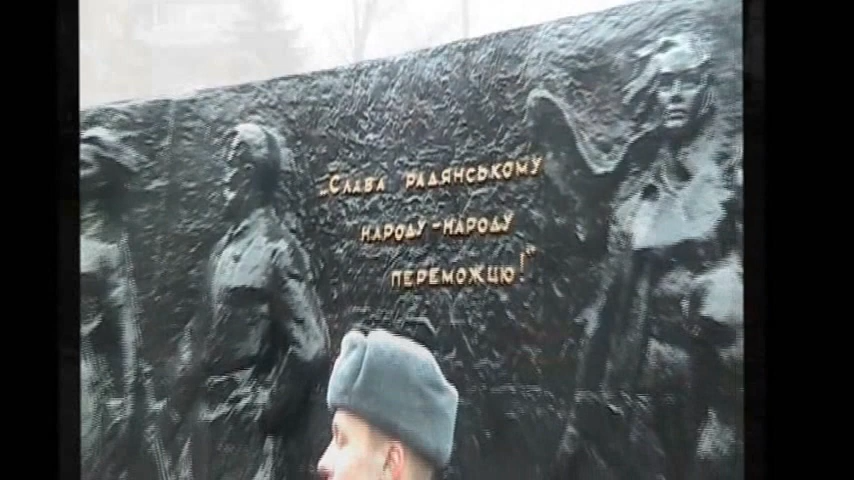 „Слава радянському
народу-народу
переможцю!"